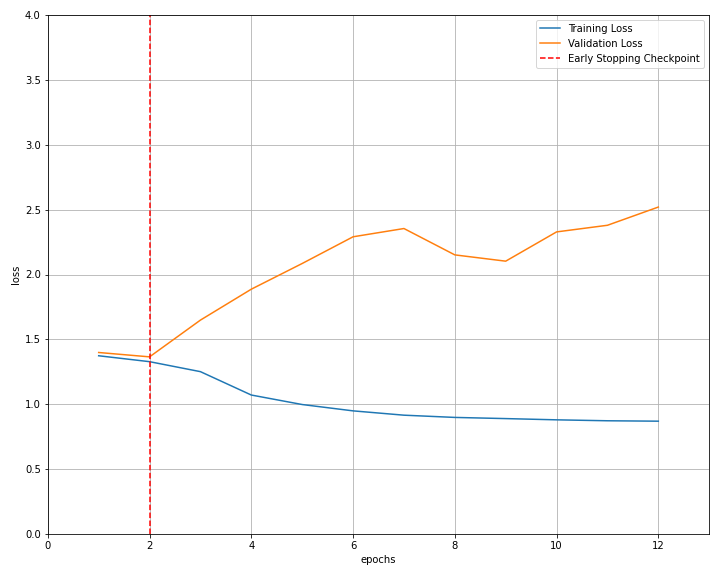 4.0
3.5
3.0
2.5
2.0
1.5
1.0
0.5
0.0
loss
Training Loss
Validation Loss
Early Stopping Checkpoint
0 2 4 6 8 10 12
epochs